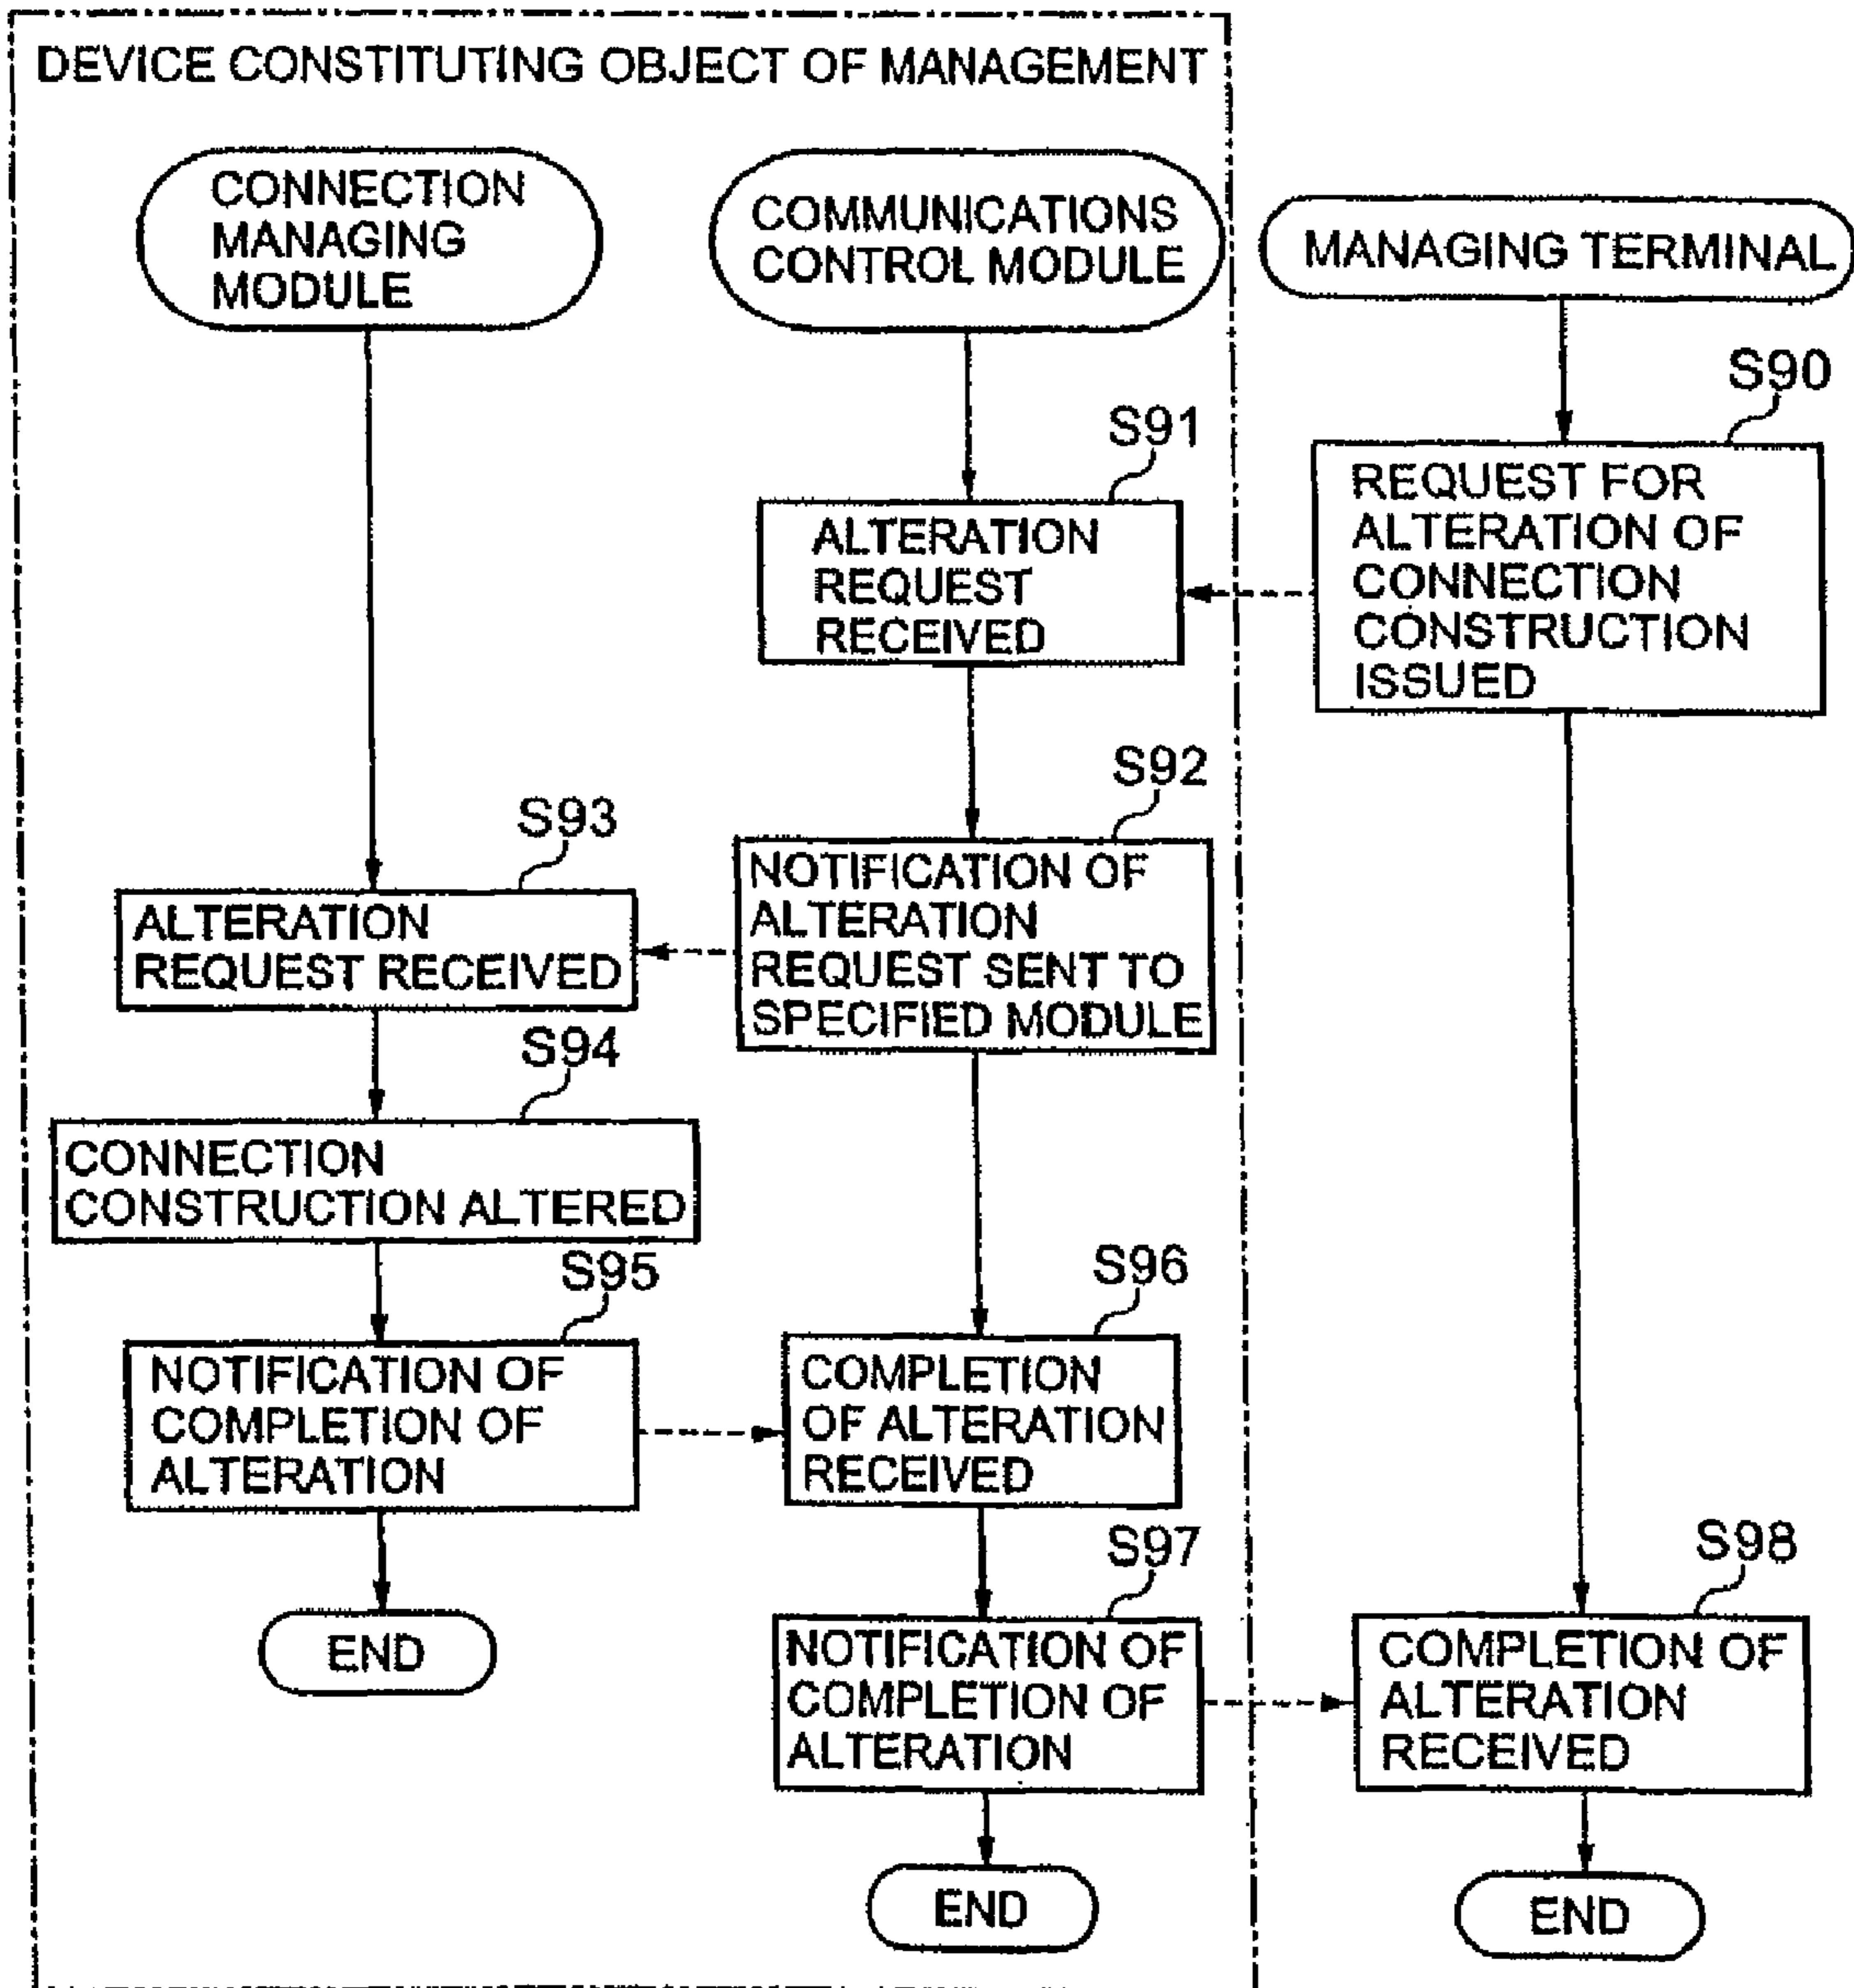 DEVICE CONSTITUTING OBJECT OF MANAGEMENT
CONNECTION
MANAGING
MODULE
COMMUNICATIONS
CONTROL MODULE
MANAGING TERMINAL
S90
REQUEST FOR
ALTERATION OF
CONNECTION
CONSTRUCTION
ISSUED
S91
ALTERATION
REQUEST
RECEIVED
S92
NOTIFICATION OF
ALTERATION
REQUEST SENT TO
SPECIFIED MODULE
S93
ALTERATION
REQUEST RECEIVED
S94
CONNECTION
CONSTRUCTION ALTERED
S95
NOTIFICATION OF
COMPLETION OF
ALTERATION
END
S96
COMPLETION
OF ALTERATION
RECEIVED
S97
NOTIFICATION OF
COMPLETION OF
ALTERATION
END
S98
COMPLETION OF
ALTERATION
RECEIVED
END